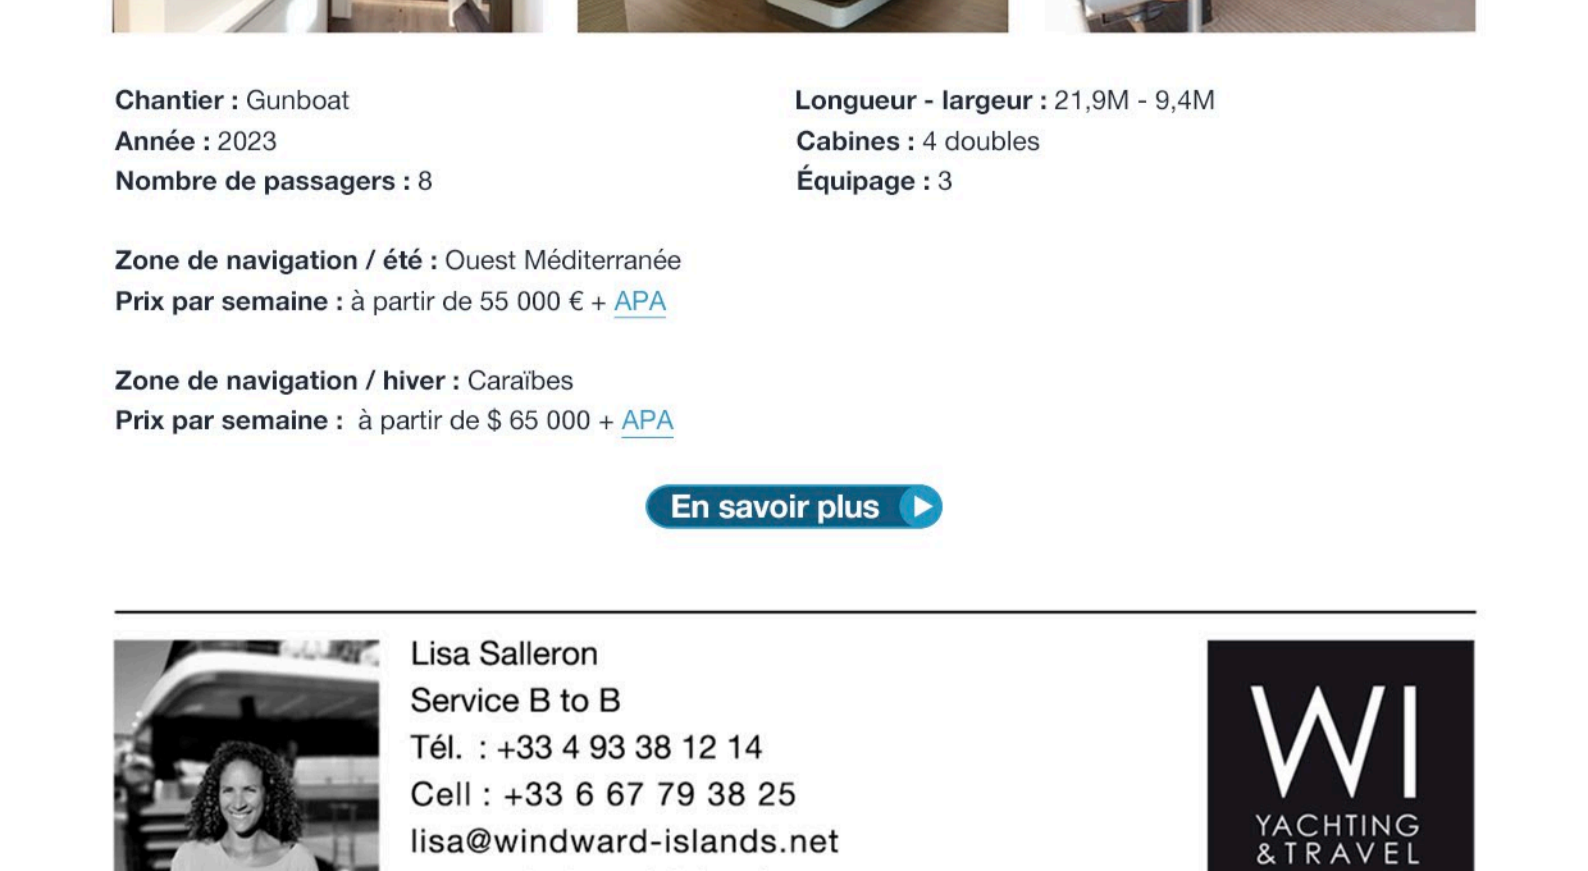 Chantier : Gunboat
Année : 2023
Nombre de passagers : 8
Longueur - largeur : 21,9M - 9,4M
Cabines : 4 doubles
Équipage : 3
Zone de navigation / été : Ouest Méditerranée
Prix par semaine : à partir de 55 000 € + APA
Zone de navigation / hiver : Caraïbes
Prix par semaine :  à partir de $ 65 000 + APA
En savoir plus
Lisa Salleron
Service B to B
Tél. : +33 4 93 38 12 14
Cell : +33 6 67 79 38 25
lisa@windward-islands.net
WI
YACHTING
& TRAVEL